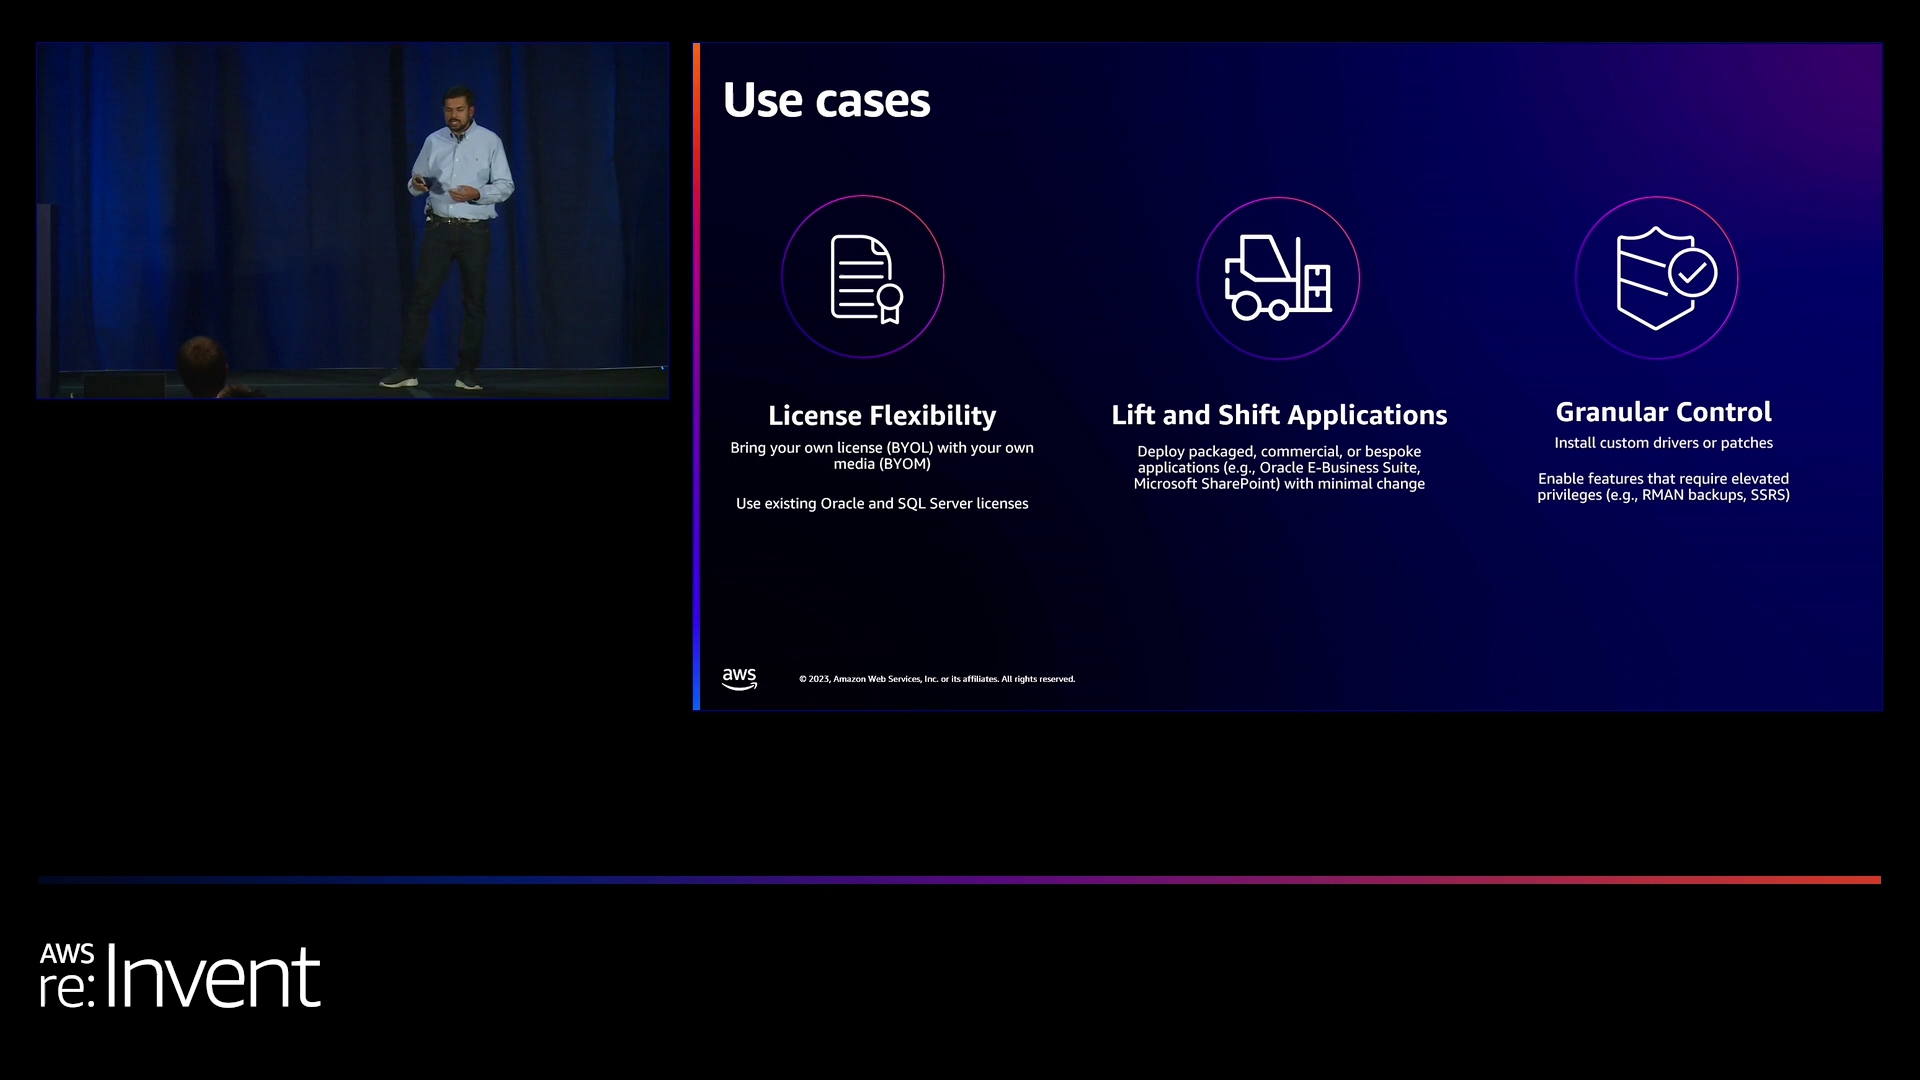 Use cases
License Flexibility
Bring your own license (BYOL) with your own
media (BYOM)
Use existing Oracle and SQL Server licenses
Lift and Shift Applications
Deploy packaged, commercial, or bespoke
applications (e.g., Oracle E-Business Suite,
Microsoft SharePoint) with minimal change
Granular Control
Install custom drivers or patches
Enable features that require elevated
privileges (e.g., RMAN backups, SSRS)
aws
© 2023, Amazon Web Services, Inc. or its affiliates. All rights reserved.
AWS
re:Invent